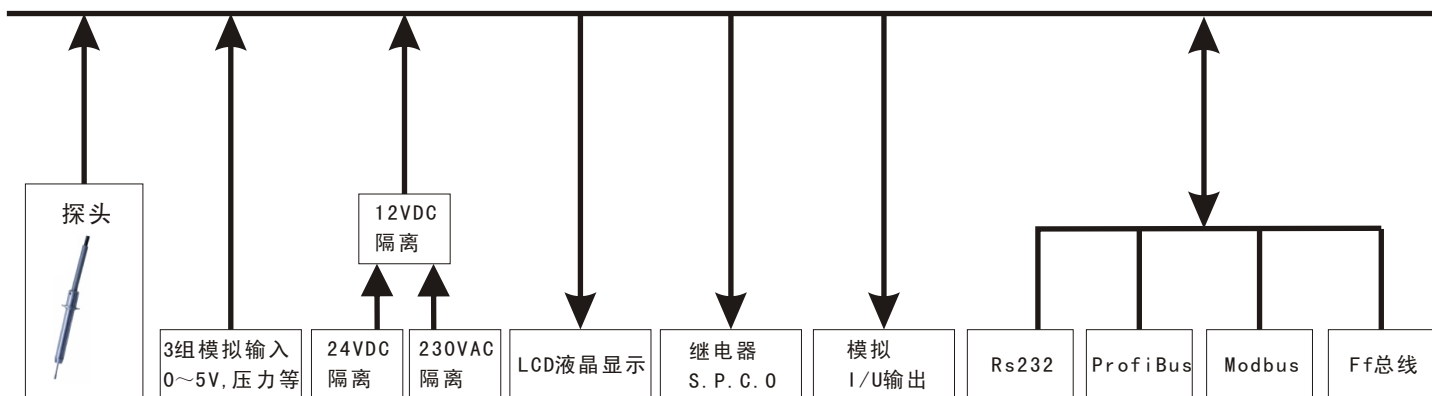 探头
12VDC
隔离
3组模拟输入
0～5V,压力等
24VDC
隔离
230VAC
隔离
LCD液晶显示
继电器
S.P.C.O
模拟
I/U输出
Rs232
ProfiBus
Modbus
Ff总线